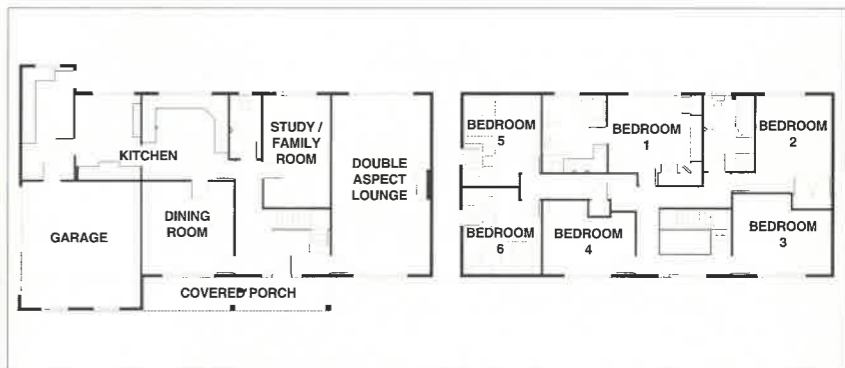 KITCHEN
STUDY /
FAMILY
ROOM
DOUBLE
ASPECT
LOUNGE
GARAGE
DINING
ROOM
COVERED PORCH
BEDROOM
5
BEDROOM
1
BEDROOM
2
BEDROOM
6
BEDROOM
4
BEDROOM
3